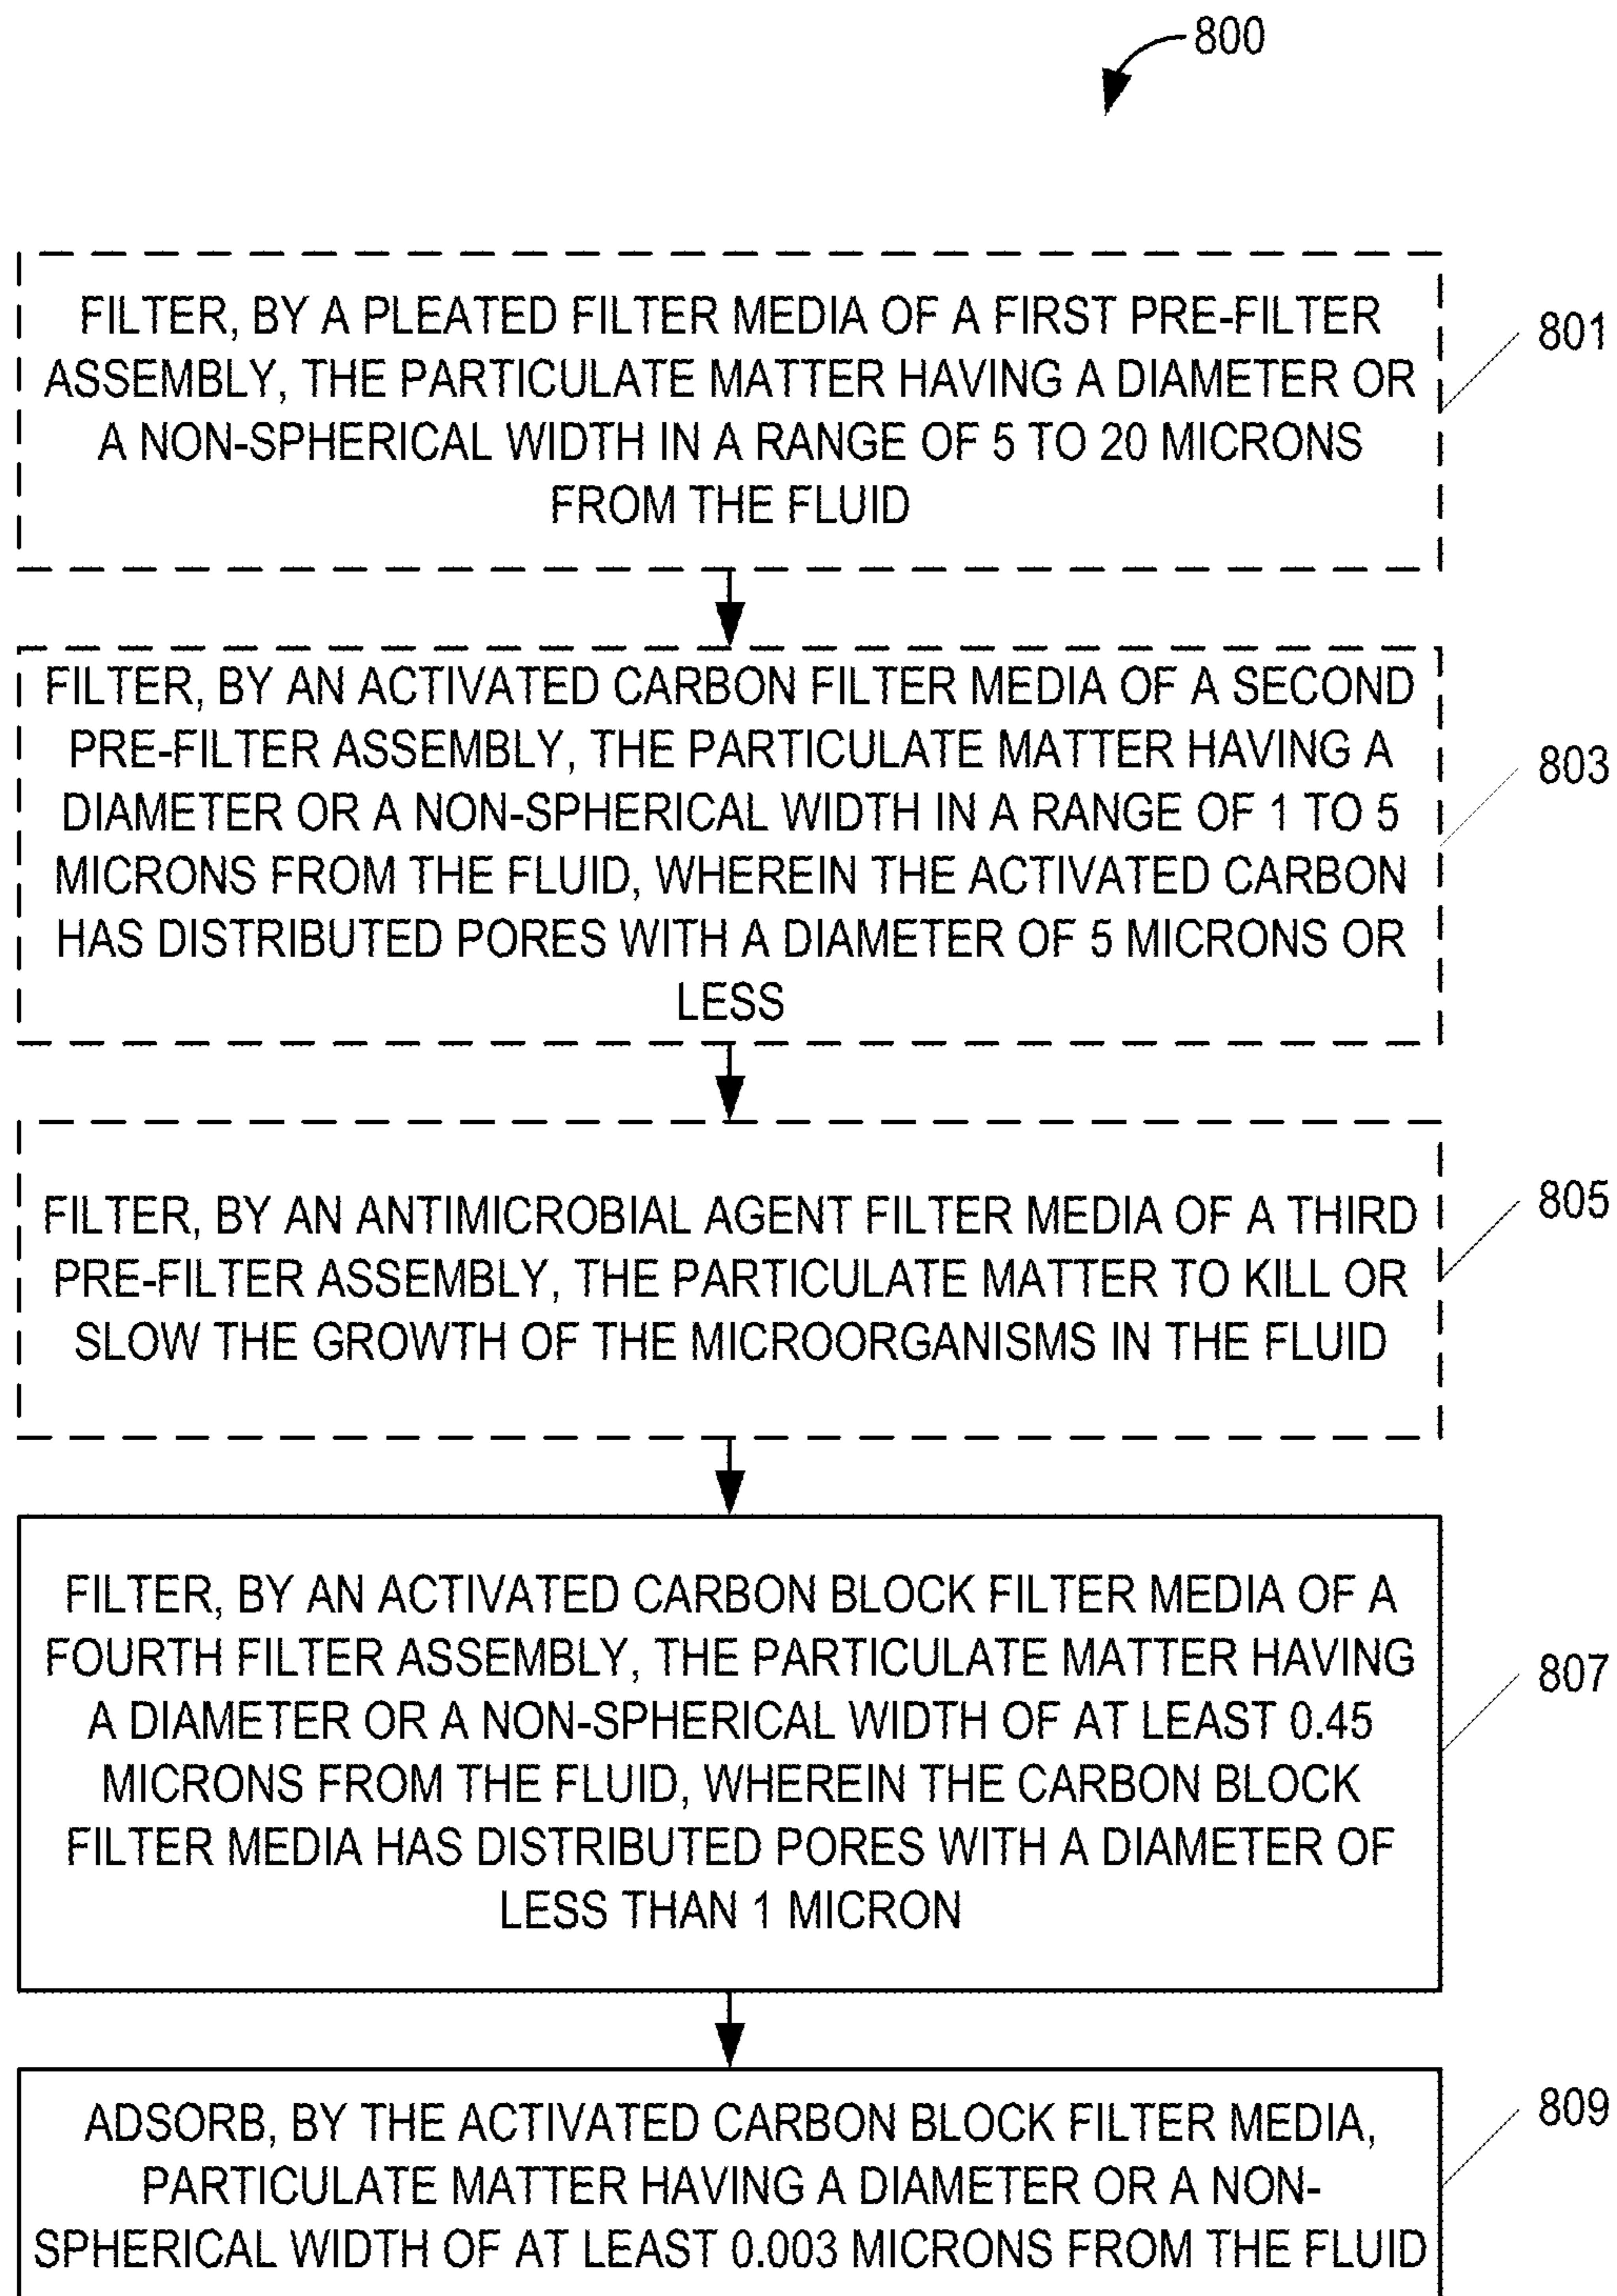 800
FILTER, BY A PLEATED FILTER MEDIA OF A FIRST PRE-FILTER
ASSEMBLY, THE PARTICULATE MATTER HAVING A DIAMETER OR
A NON-SPHERICAL WIDTH IN A RANGE OF 5 TO 20 MICRONS
FROM THE FLUID
801
FILTER, BY AN ACTIVATED CARBON FILTER MEDIA OF A SECOND
PRE-FILTER ASSEMBLY, THE PARTICULATE MATTER HAVING A
DIAMETER OR A NON-SPHERICAL WIDTH IN A RANGE OF 1 TO 5
MICRONS FROM THE FLUID, WHEREIN THE ACTIVATED CARBON
HAS DISTRIBUTED PORES WITH A DIAMETER OF 5 MICRONS OR
LESS
803
FILTER, BY AN ANTIMICROBIAL AGENT FILTER MEDIA OF A THIRD
PRE-FILTER ASSEMBLY, THE PARTICULATE MATTER TO KILL OR
SLOW THE GROWTH OF THE MICROORGANISMS IN THE FLUID
805
FILTER, BY AN ACTIVATED CARBON BLOCK FILTER MEDIA OF A
FOURTH FILTER ASSEMBLY, THE PARTICULATE MATTER HAVING
A DIAMETER OR A NON-SPHERICAL WIDTH OF AT LEAST 0.45
MICRONS FROM THE FLUID, WHEREIN THE CARBON BLOCK
FILTER MEDIA HAS DISTRIBUTED PORES WITH A DIAMETER OF
LESS THAN 1 MICRON
807
ADSORB, BY THE ACTIVATED CARBON BLOCK FILTER MEDIA,
PARTICULATE MATTER HAVING A DIAMETER OR A NON-
SPHERICAL WIDTH OF AT LEAST 0.003 MICRONS FROM THE FLUID
809